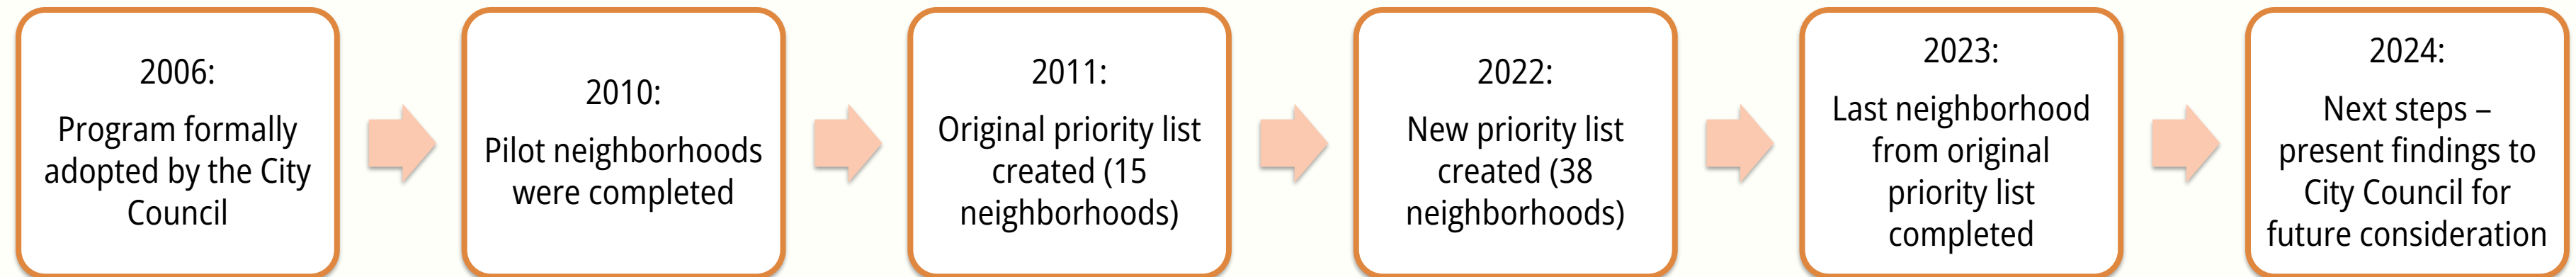 2006:
Program formally
adopted by the City
Council
2010:
Pilot neighborhoods
were completed
2011:
Original priority list
created (15
neighborhoods)
2022:
New priority list
created (38
neighborhoods)
2023:
Last neighborhood
from original
priority list
completed
2024:
Next steps –
present findings to
City Council for
future consideration